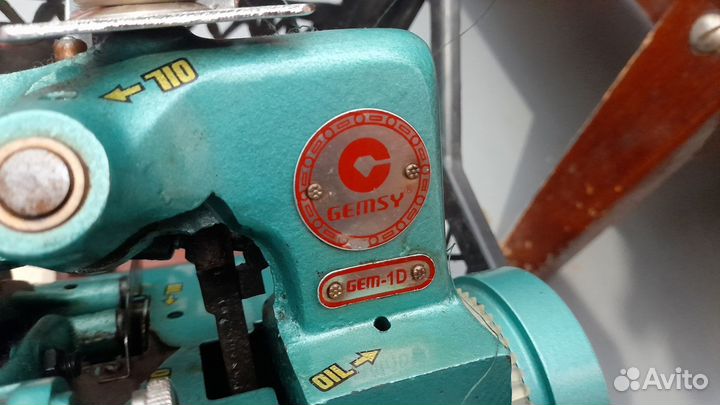 OIL
GEMSY
®
GEM-1D
OIL
Avito